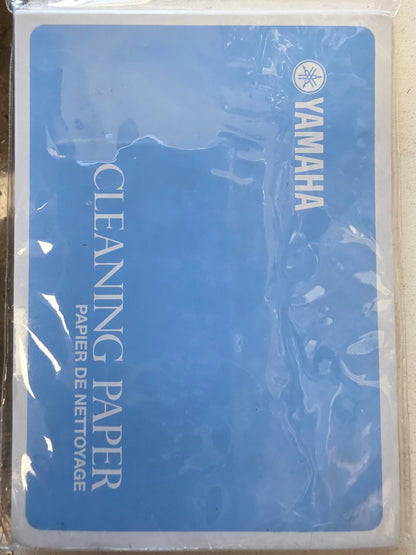 YAMAHA
CLEANING PAPER
PAPIER DE NETTOYAGE